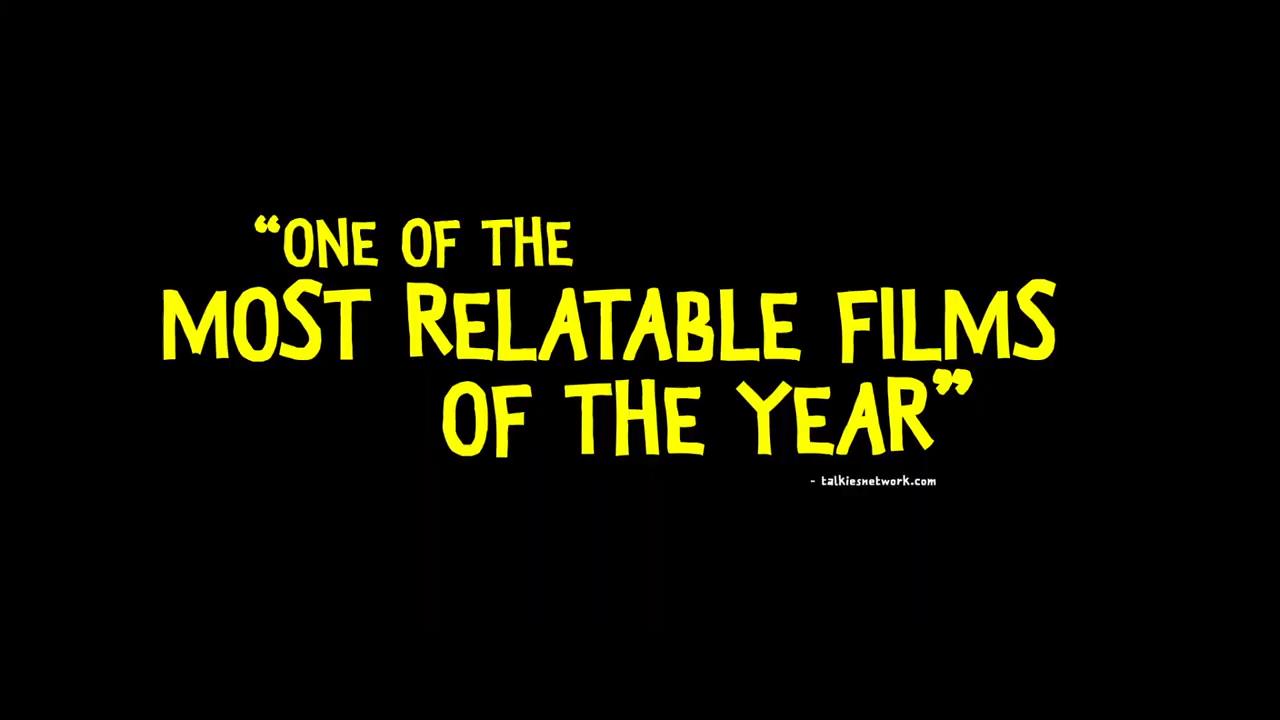 “ONE OF THE
MOST RELATABLE FILMS
OF THE YEAR”
- talkiesnetwork.com